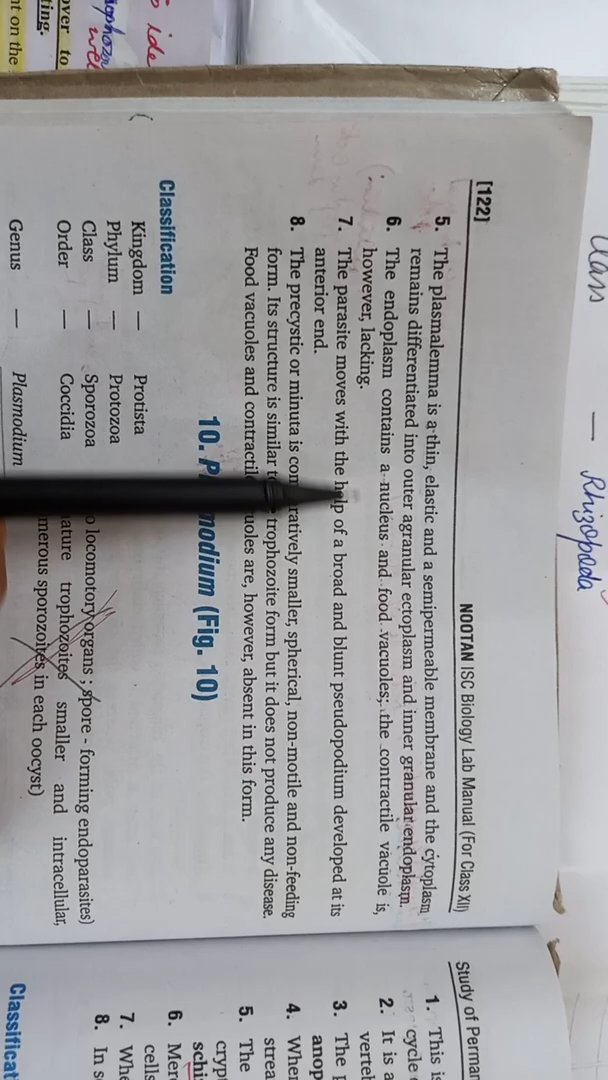 Class — Rhizopoda
[122] NOOTAN ISC Biology Lab Manual (For Class XII)
5. The plasmalemma is a thin, elastic and a semipermeable membrane and the cytoplasm
remains differentiated into outer agranular ectoplasm and inner granular endoplasm.
6. The endoplasm contains a nucleus and food vacuoles; the contractile vacuole is,
however, lacking.
7. The parasite moves with the help of a broad and blunt pseudopodium developed at its
anterior end.
8. The precystic or minuta is comparatively smaller, spherical, non-motile and non-feeding
form. Its structure is similar to trophozoite form but it does not produce any disease.
Food vacuoles and contractile vacuoles are, however, absent in this form.
10. Plasmodium (Fig. 10)
Classification
Kingdom — Protista
Phylum — Protozoa
Class — Sporozoa o locomotory organs ; spore - forming endoparasites)
Order — Coccidia ature trophozoites smaller and intracellular,
merous sporozoites in each oocyst)
Genus — Plasmodium
Study of Perman
1. This is
cycle
2. It is a
verte
3. The
anop
4. When
strea
5. The
cryp
schi
6. Mer
cells
7. Whe
8. In s
Classificat
ide
over to
ting.
nt on the